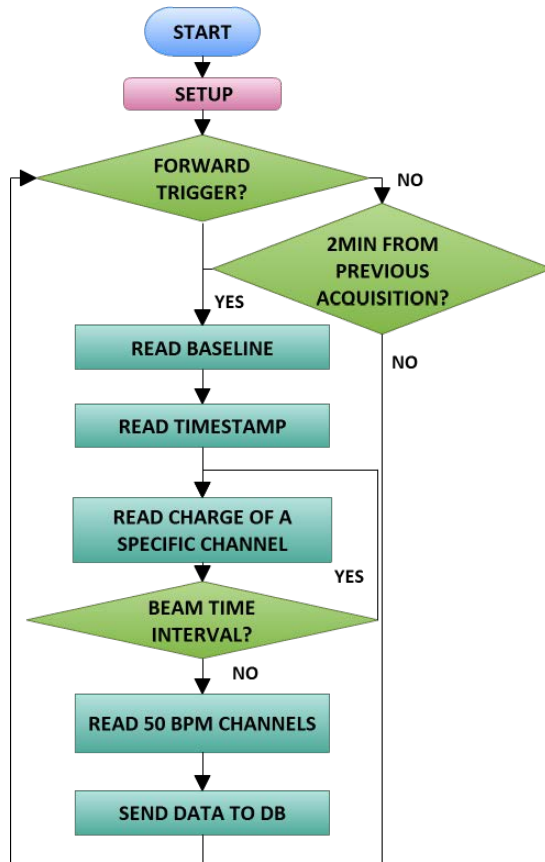 START
SETUP
FORWARD
TRIGGER?
NO
2MIN FROM
PREVIOUS
ACQUISITION?
YES
NO
READ BASELINE
READ TIMESTAMP
READ CHARGE OF A
SPECIFIC CHANNEL
YES
BEAM TIME
INTERVAL?
NO
READ 50 BPM CHANNELS
SEND DATA TO DB